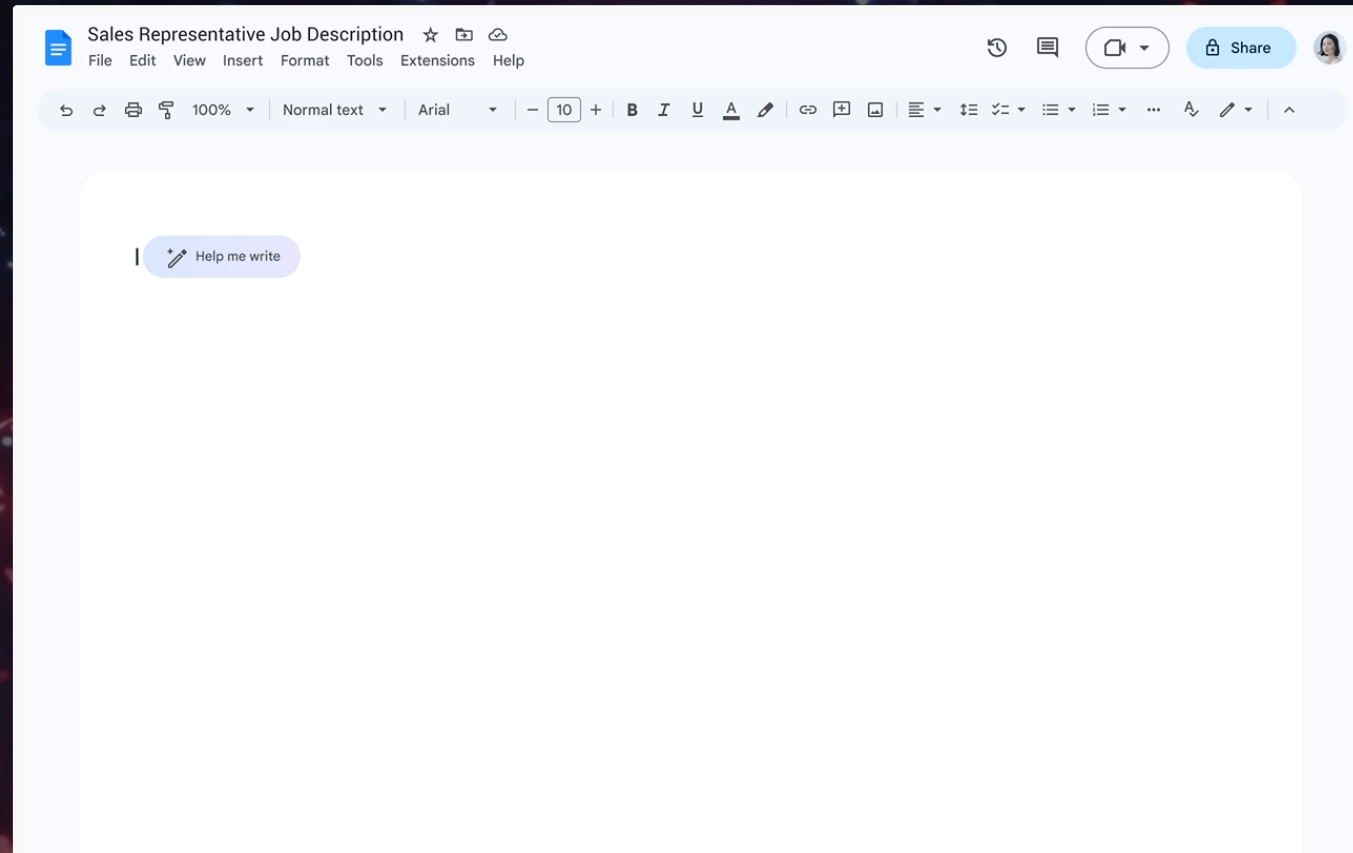 Sales Representative Job Description
File Edit View Insert Format Tools Extensions Help
Share
100% Normal text Arial − 10 + B I U A
Help me write